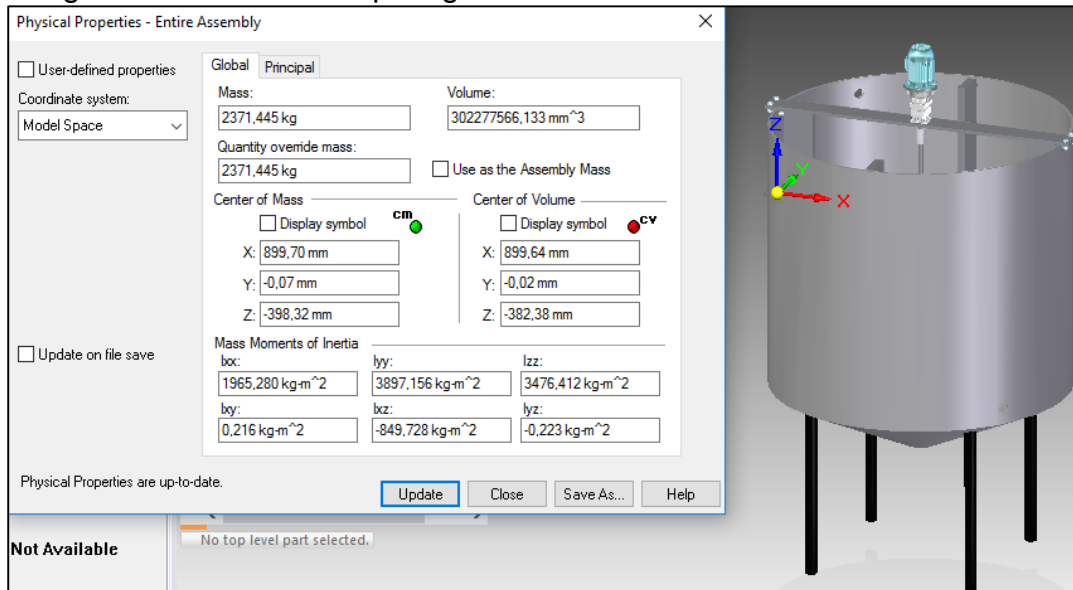 Physical Properties - Entire Assembly
User-defined properties
Coordinate system:
Model Space
Update on file save
Global Principal
Mass: Volume:
2371,445 kg 302277566,133 mm^3
Quantity override mass:
2371,445 kg Use as the Assembly Mass
Center of Mass Center of Volume
Display symbol cm Display symbol cv
X: 899,70 mm X: 899,64 mm
Y: -0,07 mm Y: -0,02 mm
Z: -398,32 mm Z: -382,38 mm
Mass Moments of Inertia
Ixx: Iyy: Izz:
1965,280 kg-m^2 3897,156 kg-m^2 3476,412 kg-m^2
Ixy: Ixz: Iyz:
0,216 kg-m^2 -849,728 kg-m^2 -0,223 kg-m^2
Physical Properties are up-to-date.
Update Close Save As... Help
Not Available
No top level part selected.
Z
Y
X